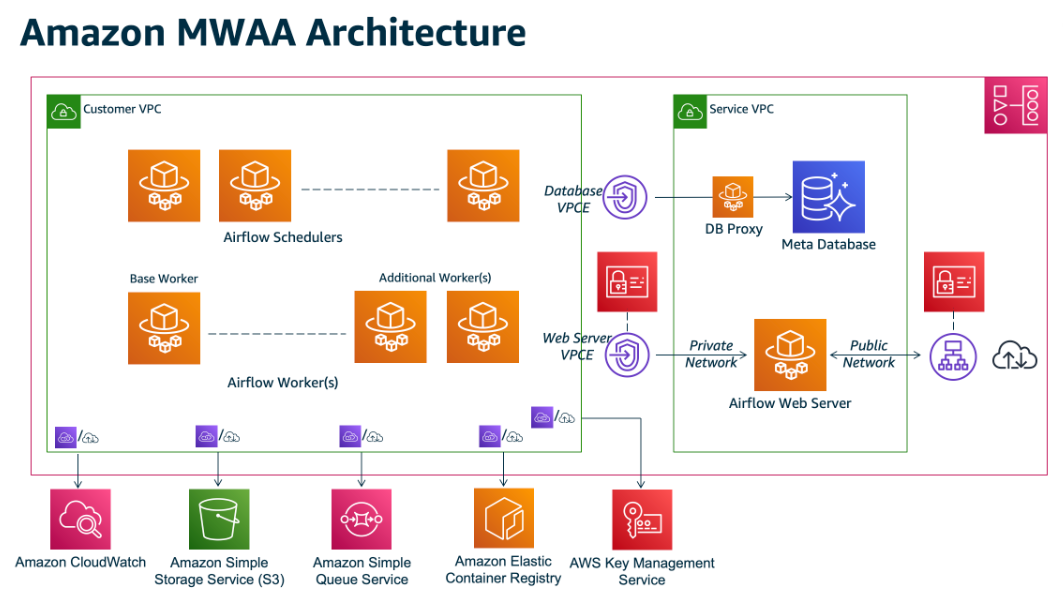 Amazon MWAA Architecture
Customer VPC
Service VPC
Airflow Schedulers
Database
VPCE
DB Proxy
Meta Database
Base Worker
Additional Worker(s)
Airflow Worker(s)
Web Server
VPCE
Private
Network
Public
Network
Airflow Web Server
/
/
/
/
/
Amazon CloudWatch
Amazon Simple
Storage Service (S3)
Amazon Simple
Queue Service
Amazon Elastic
Container Registry
AWS Key Management
Service